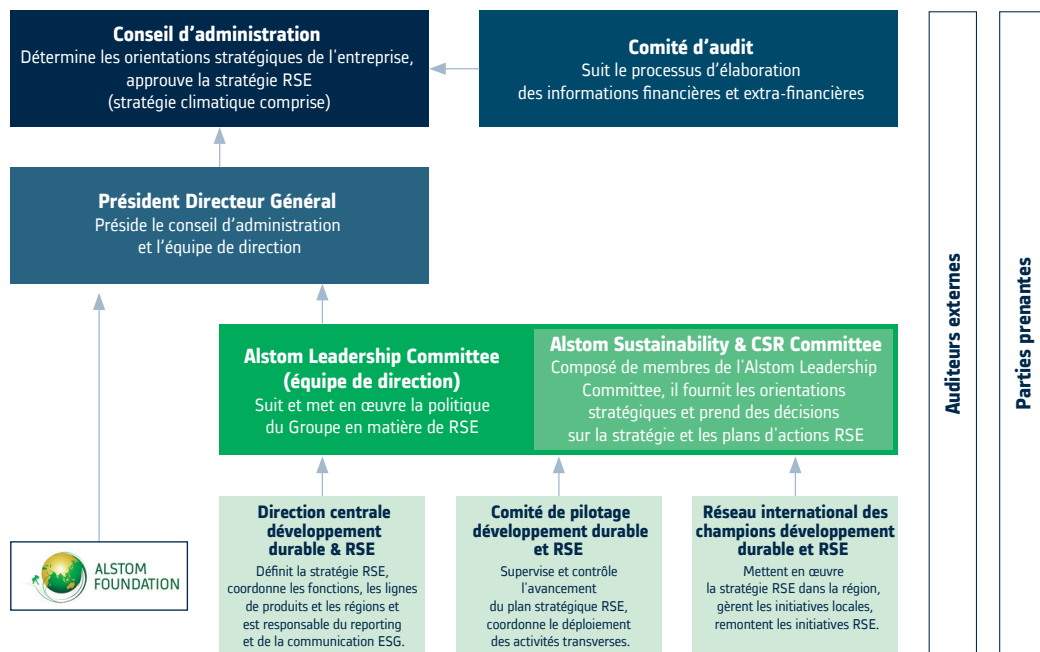 Conseil d'administration
Détermine les orientations stratégiques de l'entreprise,
approuve la stratégie RSE
(stratégie climatique comprise)
Comité d'audit
Suit le processus d'élaboration
des informations financières et extra-financières
Président Directeur Général
Préside le conseil d'administration
et l'équipe de direction
Alstom Leadership Committee
(équipe de direction)
Suit et met en œuvre la politique
du Groupe en matière de RSE
Alstom Sustainability & CSR Committee
Composé de membres de l'Alstom Leadership
Committee, il fournit les orientations
stratégiques et prend des décisions
sur la stratégie et les plans d'actions RSE
ALSTOM
FOUNDATION
Direction centrale
développement
durable & RSE
Définit la stratégie RSE,
coordonne les fonctions, les lignes
de produits et les régions et
est responsable du reporting
et de la communication ESG.
Comité de pilotage
développement durable
et RSE
Supervise et contrôle
l'avancement
du plan stratégique RSE,
coordonne le déploiement
des activités transverses.
Réseau international des
champions développement
durable et RSE
Mettent en œuvre
la stratégie RSE dans la région,
gèrent les initiatives locales,
remontent les initiatives RSE.
Auditeurs externes
Parties prenantes